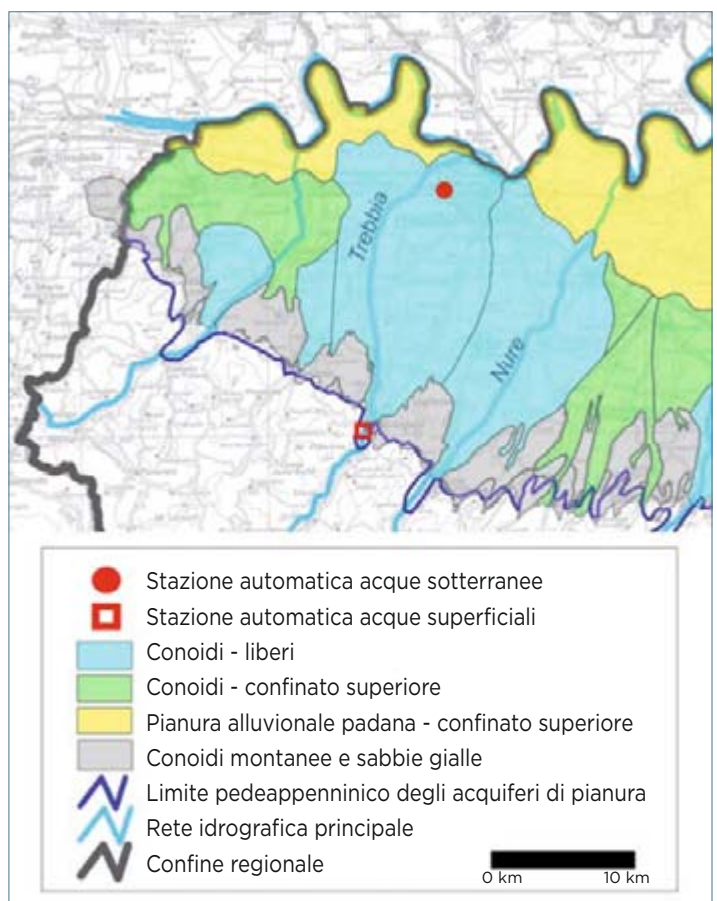 Trebbia
Nure
Stazione automatica acque sotterranee
Stazione automatica acque superficiali
Conoidi - liberi
Conoidi - confinato superiore
Pianura alluvionale padana - confinato superiore
Conoidi montanee e sabbie gialle
Limite pedeappenninico degli acquiferi di pianura
Rete idrografica principale
Confine regionale
0 km 10 km